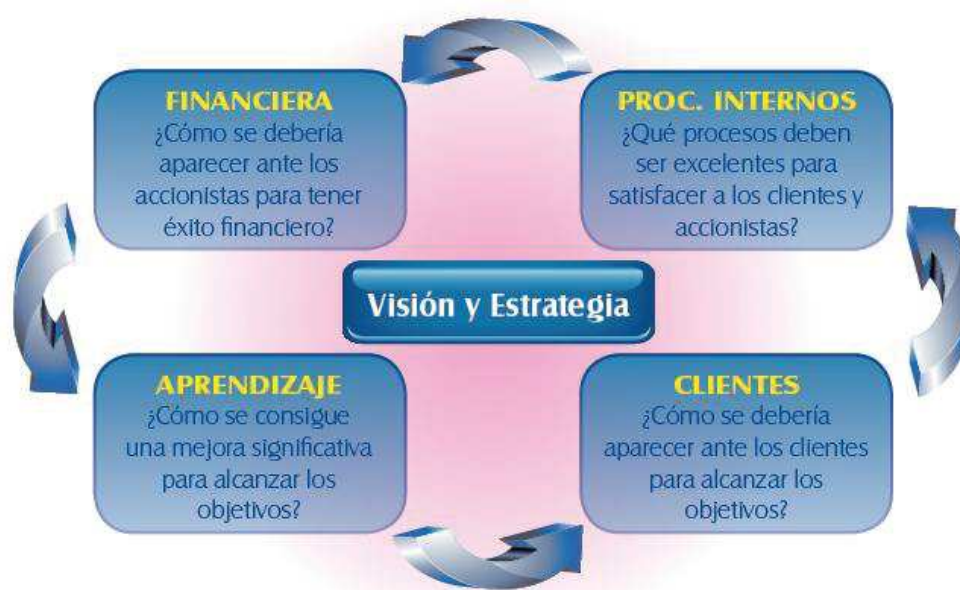 FINANCIERA
¿Cómo se debería
aparecer ante los
accionistas para tener
éxito financiero?
PROC. INTERNOS
¿Qué procesos deben
ser excelentes para
satisfacer a los clientes y
accionistas?
Visión y Estrategia
APRENDIZAJE
¿Cómo se consigue
una mejora significativa
para alcanzar los
objetivos?
CLIENTES
¿Cómo se debería
aparecer ante los clientes
para alcanzar los
objetivos?